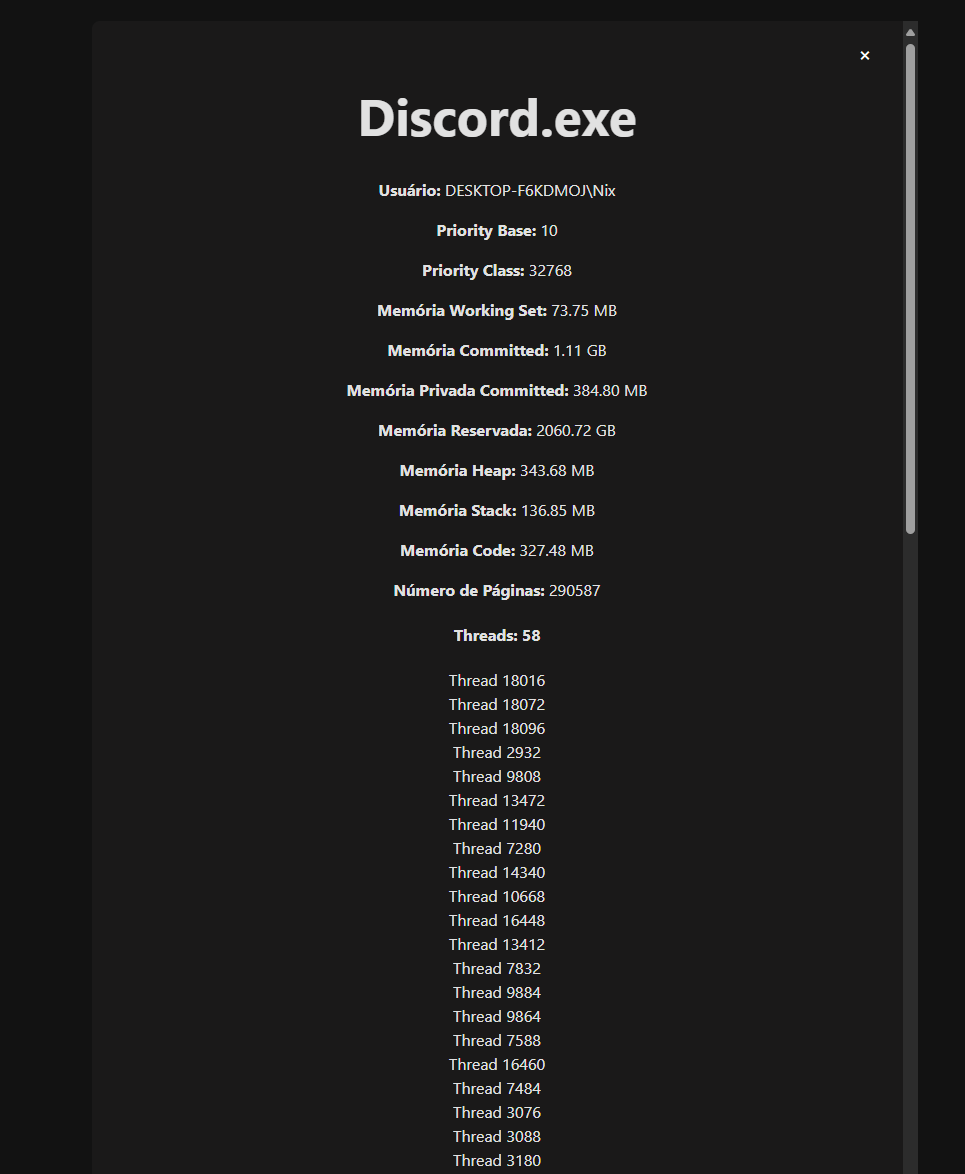 ×
Discord.exe
Usuário: DESKTOP-F6KDMOJ\Nix
Priority Base: 10
Priority Class: 32768
Memória Working Set: 73.75 MB
Memória Committed: 1.11 GB
Memória Privada Committed: 384.80 MB
Memória Reservada: 2060.72 GB
Memória Heap: 343.68 MB
Memória Stack: 136.85 MB
Memória Code: 327.48 MB
Número de Páginas: 290587
Threads: 58
Thread 18016
Thread 18072
Thread 18096
Thread 2932
Thread 9808
Thread 13472
Thread 11940
Thread 7280
Thread 14340
Thread 10668
Thread 16448
Thread 13412
Thread 7832
Thread 9884
Thread 9864
Thread 7588
Thread 16460
Thread 7484
Thread 3076
Thread 3088
Thread 3180